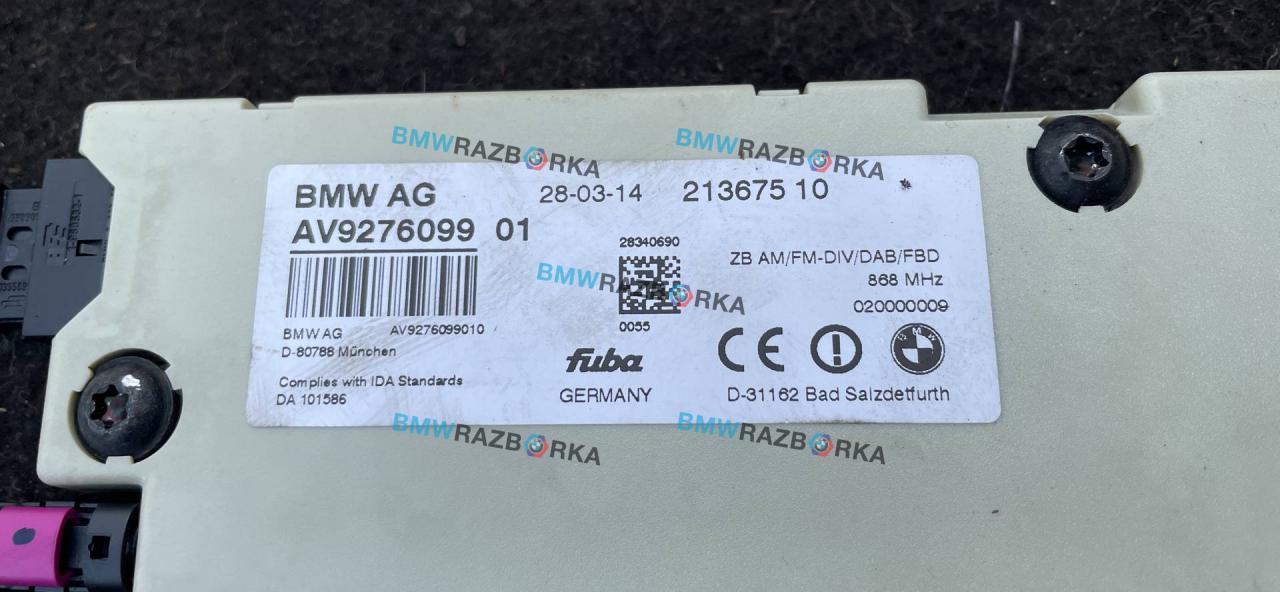 BMWRAZBORKA BMWRAZBORKA
BMW AG 28-03-14 213675 10 *
AV9276099 01
28340690
ZB AM/FM-DIV/DAB/FBD
868 MHz
BMWRAZBORKA
020000009
0055
BMW AG AV9276099010
D-80788 München
fuba
CE
BMW
Complies with IDA Standards
DA 101586
GERMANY D-31162 Bad Salzdetfurth
BMWRAZBORKA BMWRAZBORKA